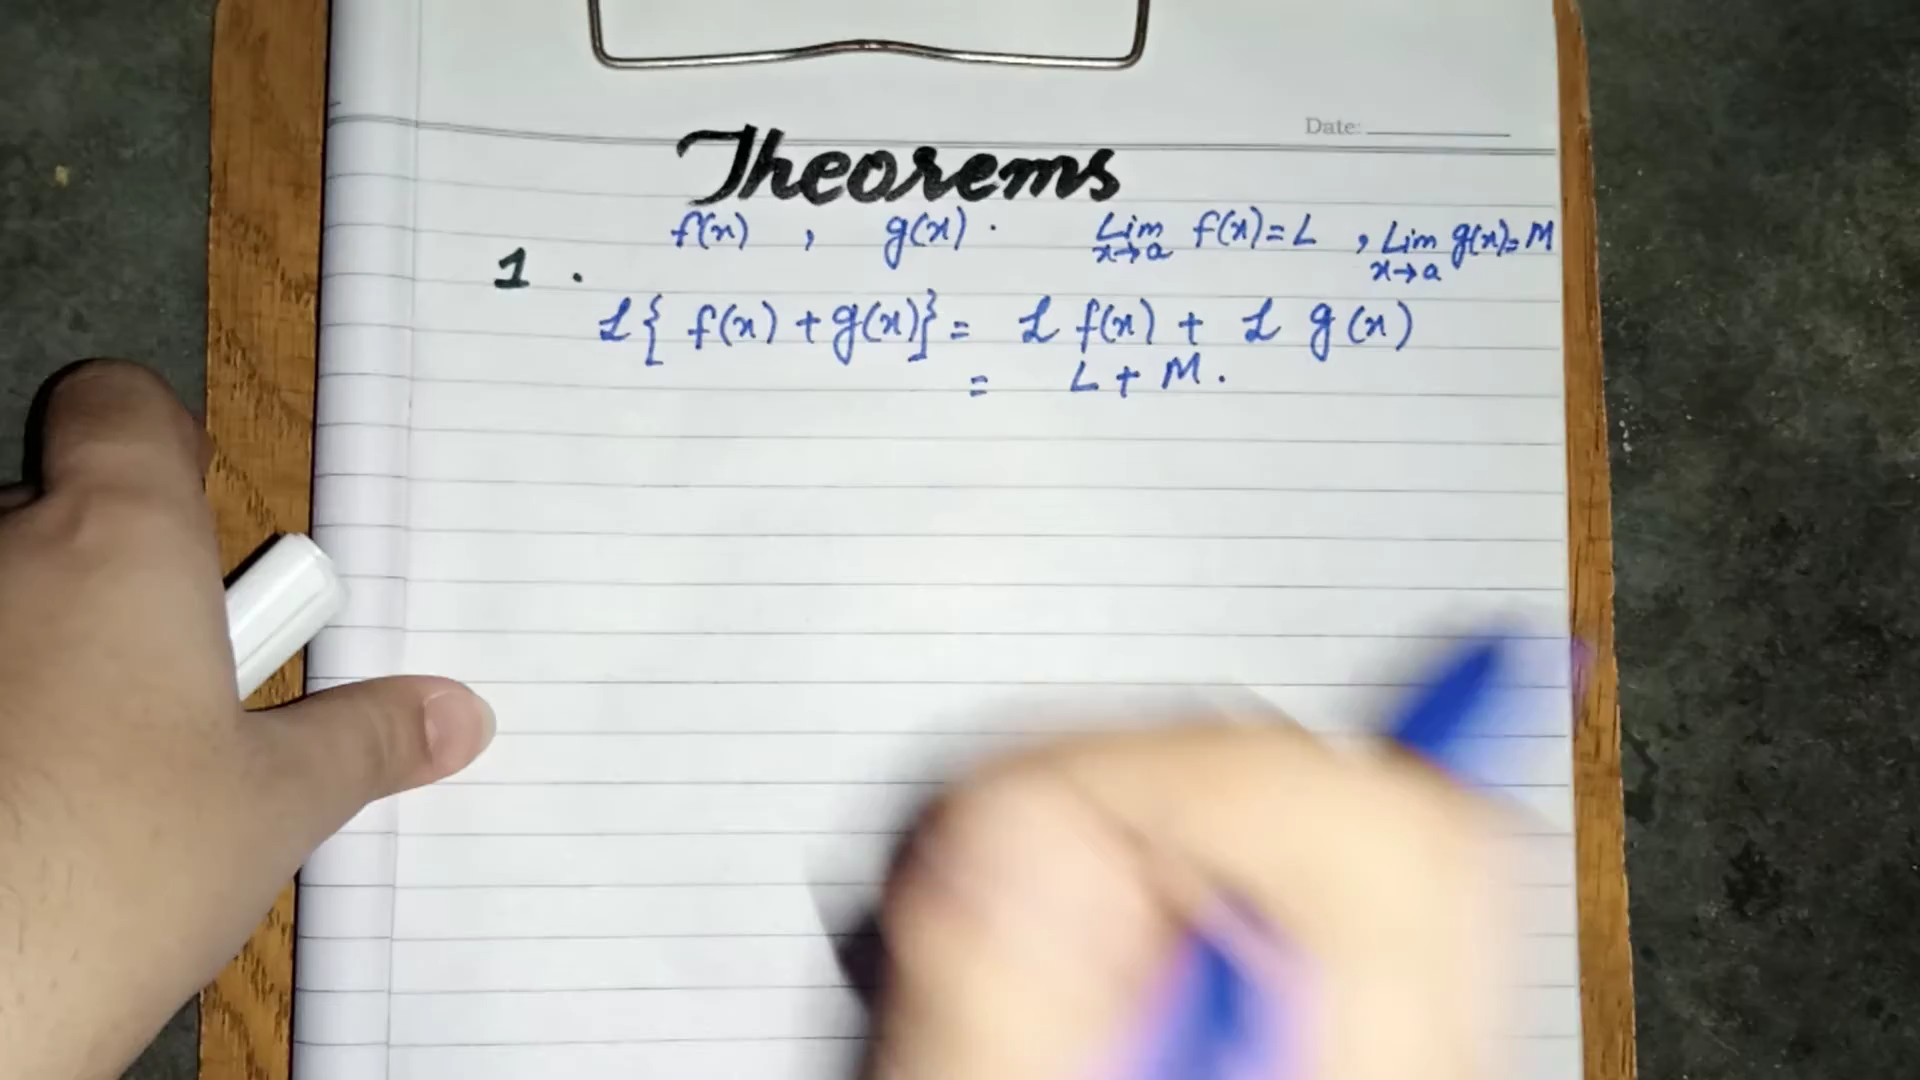 Date:
Theorems
f(x) , g(x) . Lim x→a f(x)=L , Lim x→a g(x)=M
1 .
L{ f(x) + g(x)} = L f(x) + L g(x)
= L + M .